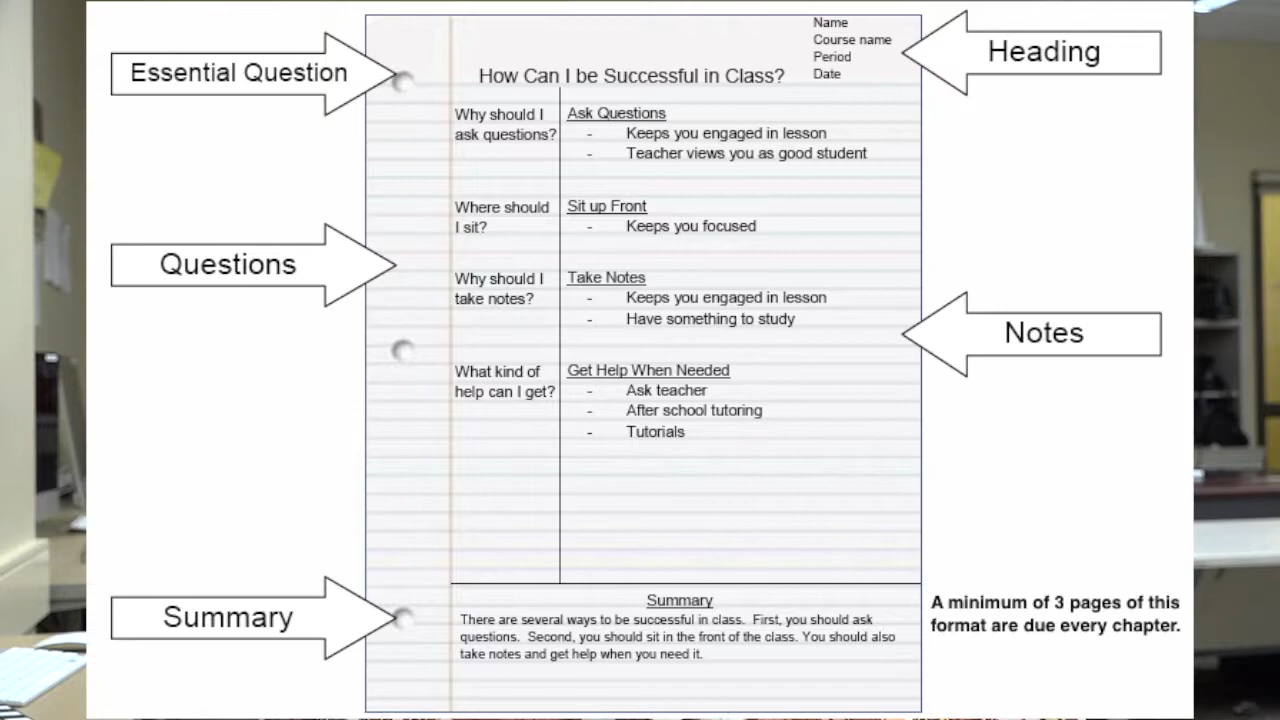 Name
Course name
Period
Date
Heading
Essential Question
How Can I be Successful in Class?
Why should I
ask questions?
Ask Questions
- Keeps you engaged in lesson
- Teacher views you as good student
Where should
I sit?
Sit up Front
- Keeps you focused
Questions
Why should I
take notes?
Take Notes
- Keeps you engaged in lesson
- Have something to study
Notes
What kind of
help can I get?
Get Help When Needed
- Ask teacher
- After school tutoring
- Tutorials
Summary
Summary
There are several ways to be successful in class. First, you should ask
questions. Second, you should sit in the front of the class. You should also
take notes and get help when you need it.
A minimum of 3 pages of this
format are due every chapter.